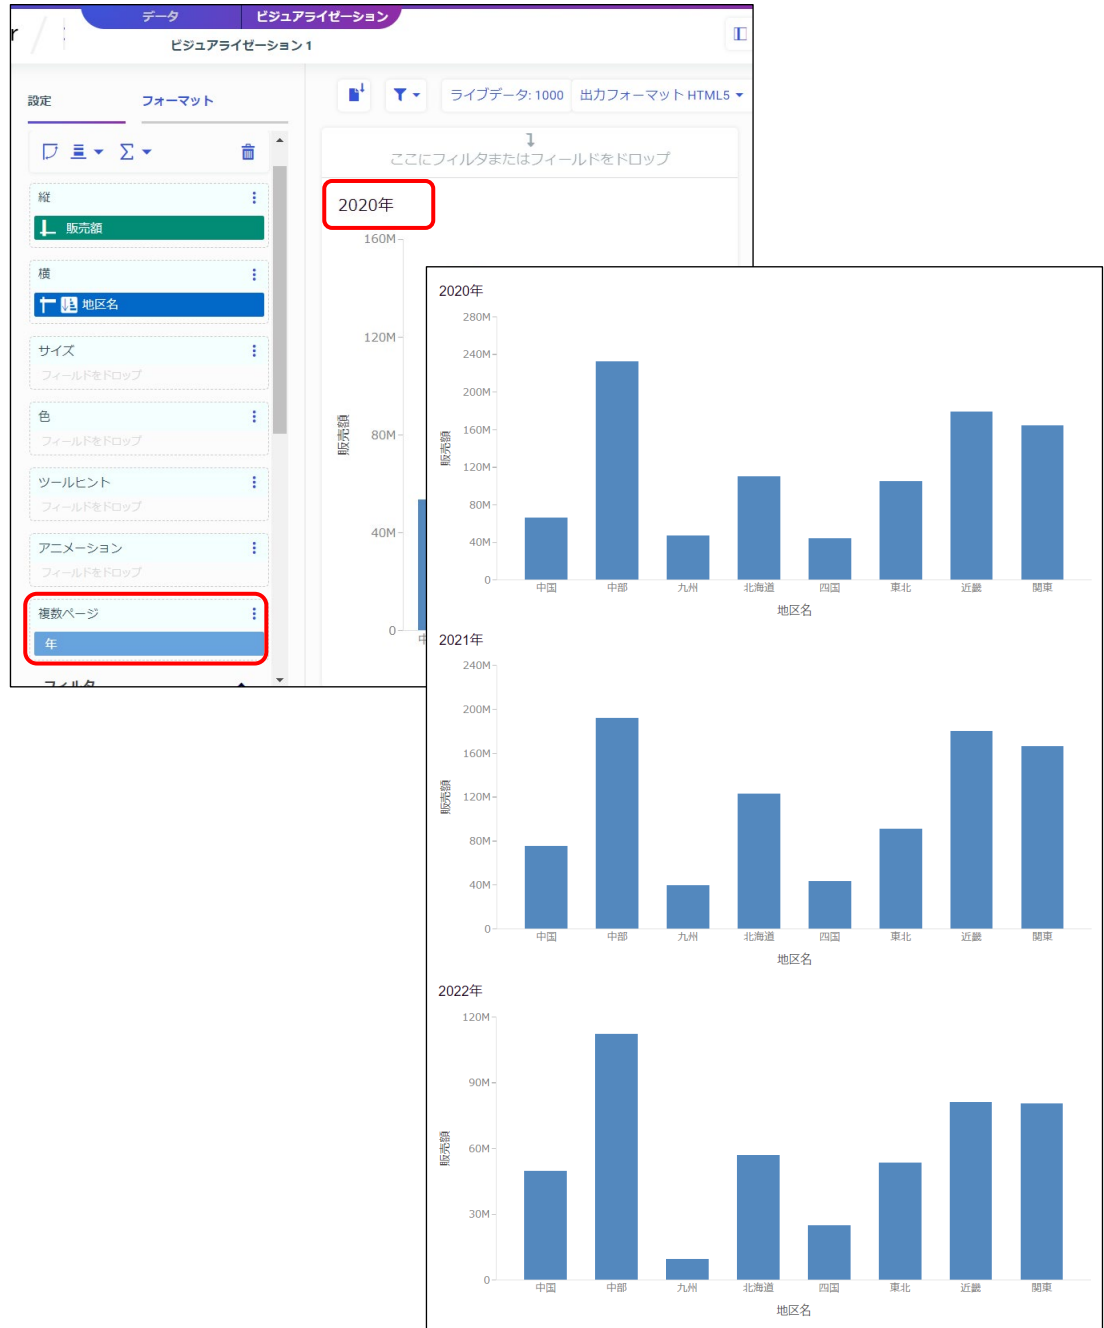 r
データ
ビジュアライゼーション
ビジュアライゼーション 1
設定
フォーマット
ライブデータ: 1000
出力フォーマット HTML5
ここにフィルタまたはフィールドをドロップ
縦
販売額
横
地区名
サイズ
フィールドをドロップ
色
フィールドをドロップ
ツールヒント
フィールドをドロップ
アニメーション
フィールドをドロップ
複数ページ
年
フィルタ
2020年
160M
120M
80M
40M
0
販売額
2020年
280M
240M
200M
160M
120M
80M
40M
0
販売額
中国 中部 九州 北海道 四国 東北 近畿 関東
地区名
2021年
240M
200M
160M
120M
80M
40M
0
販売額
中国 中部 九州 北海道 四国 東北 近畿 関東
地区名
2022年
120M
90M
60M
30M
0
販売額
中国 中部 九州 北海道 四国 東北 近畿 関東
地区名